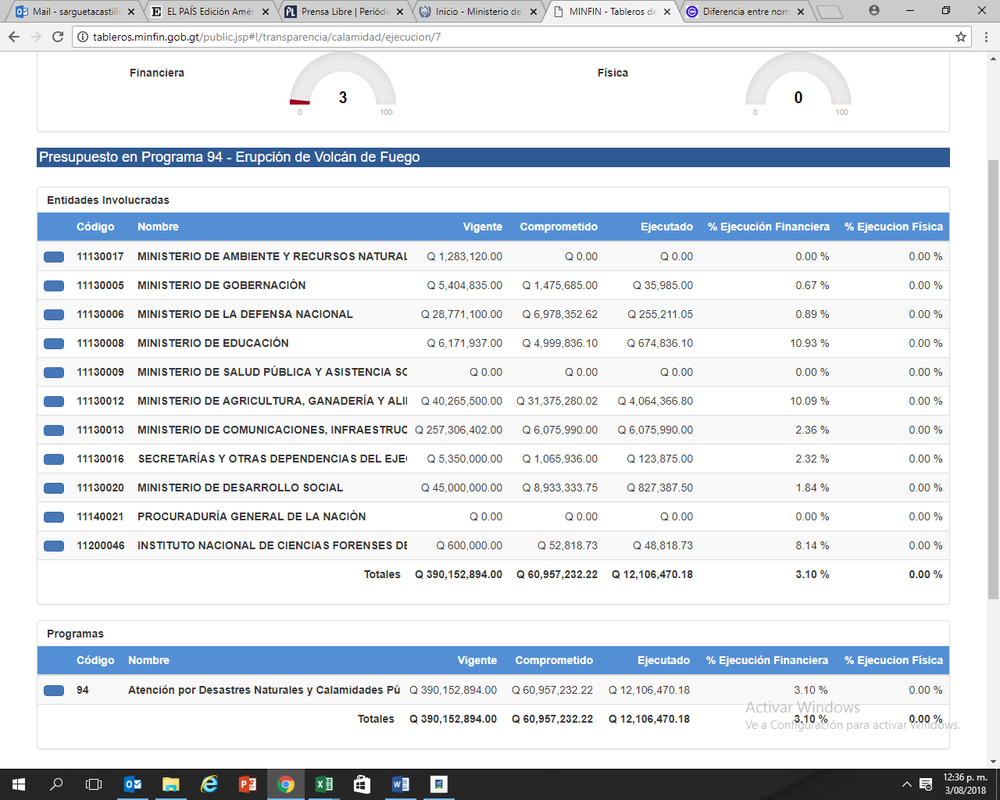 Mail - sarguetacastillo
EL PAÍS Edición Amér
Prensa Libre | Periódi
Inicio - Ministerio de
MINFIN - Tableros de
Diferencia entre nom
tableros.minfin.gob.gt/public.jsp#!/transparencia/calamidad/ejecucion/7
Financiera 3 0 100
Física 0 0 100
Presupuesto en Programa 94 - Erupción de Volcán de Fuego
Entidades Involucradas
Código Nombre Vigente Comprometido Ejecutado % Ejecución Financiera % Ejecucion Física
11130017 MINISTERIO DE AMBIENTE Y RECURSOS NATURAL Q 1,283,120.00 Q 0.00 Q 0.00 0.00 % 0.00 %
11130005 MINISTERIO DE GOBERNACIÓN Q 5,404,835.00 Q 1,475,685.00 Q 35,985.00 0.67 % 0.00 %
11130006 MINISTERIO DE LA DEFENSA NACIONAL Q 28,771,100.00 Q 6,978,352.62 Q 255,211.05 0.89 % 0.00 %
11130008 MINISTERIO DE EDUCACIÓN Q 6,171,937.00 Q 4,999,836.10 Q 674,836.10 10.93 % 0.00 %
11130009 MINISTERIO DE SALUD PÚBLICA Y ASISTENCIA SO Q 0.00 Q 0.00 Q 0.00 0.00 % 0.00 %
11130012 MINISTERIO DE AGRICULTURA, GANADERÍA Y ALI Q 40,265,500.00 Q 31,375,280.02 Q 4,064,366.80 10.09 % 0.00 %
11130013 MINISTERIO DE COMUNICACIONES, INFRAESTRUC Q 257,306,402.00 Q 6,075,990.00 Q 6,075,990.00 2.36 % 0.00 %
11130016 SECRETARÍAS Y OTRAS DEPENDENCIAS DEL EJE Q 5,350,000.00 Q 1,065,936.00 Q 123,875.00 2.32 % 0.00 %
11130020 MINISTERIO DE DESARROLLO SOCIAL Q 45,000,000.00 Q 8,933,333.75 Q 827,387.50 1.84 % 0.00 %
11140021 PROCURADURÍA GENERAL DE LA NACIÓN Q 0.00 Q 0.00 Q 0.00 0.00 % 0.00 %
11200046 INSTITUTO NACIONAL DE CIENCIAS FORENSES DE Q 600,000.00 Q 52,818.73 Q 48,818.73 8.14 % 0.00 %
Totales Q 390,152,894.00 Q 60,957,232.22 Q 12,106,470.18 3.10 % 0.00 %
Programas
Código Nombre Vigente Comprometido Ejecutado % Ejecución Financiera % Ejecucion Física
94 Atención por Desastres Naturales y Calamidades Pú Q 390,152,894.00 Q 60,957,232.22 Q 12,106,470.18 3.10 % 0.00 %
Totales Q 390,152,894.00 Q 60,957,232.22 Q 12,106,470.18 3.10 % 0.00 %
Activar Windows
Ve a Configuración para activar Windows.
12:36 p. m.
3/08/2018